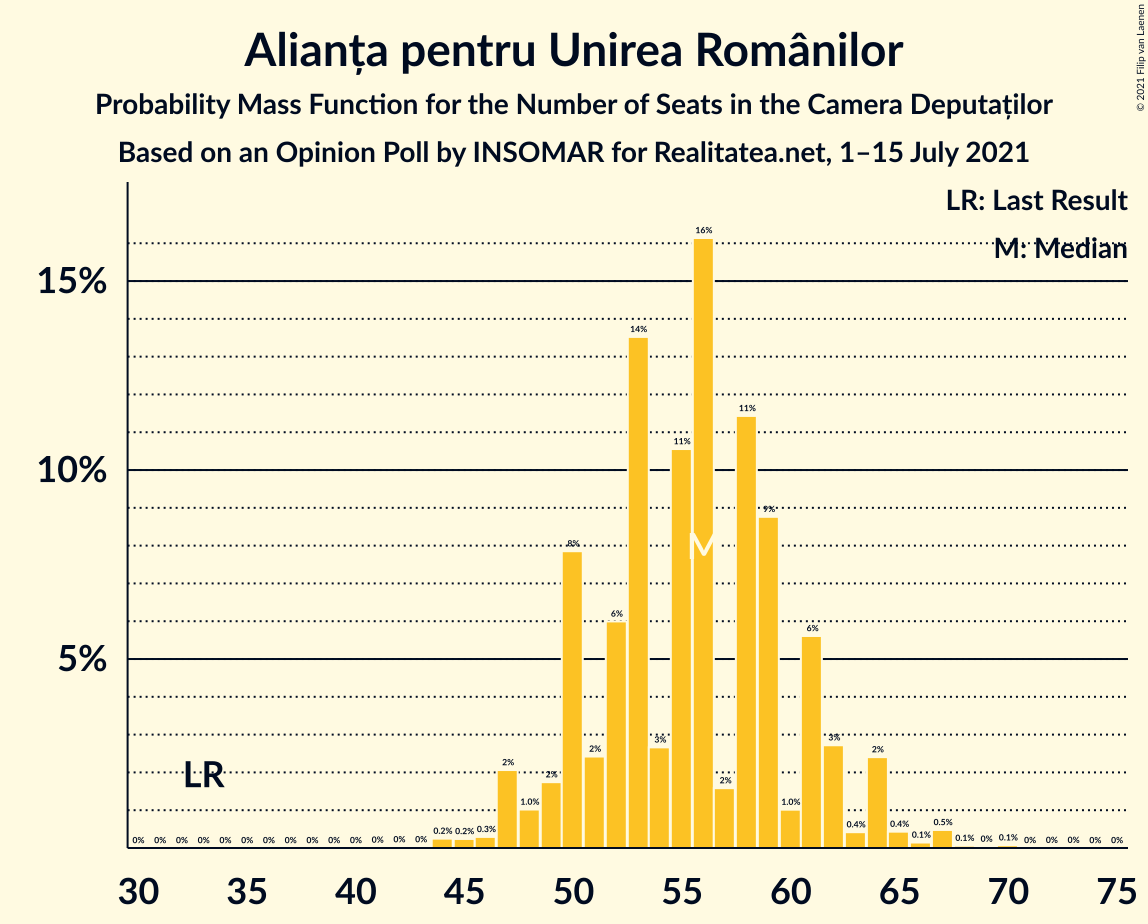 Alianța pentru Unirea Românilor
Probability Mass Function for the Number of Seats in the Camera Deputaților
Based on an Opinion Poll by INSOMAR for Realitatea.net, 1–15 July 2021
© 2021 Filip van Laenen
LR: Last Result
M: Median
15%
10%
5%
LR
M
0% 0% 0% 0% 0% 0% 0% 0% 0% 0% 0% 0% 0% 0% 0.2% 0.2% 0.3% 2% 1.0% 2% 8% 2% 6% 14% 3% 11% 16% 2% 11% 9% 1.0% 6% 3% 0.4% 2% 0.4% 0.1% 0.5% 0.1% 0% 0.1% 0% 0% 0% 0% 0%
30 35 40 45 50 55 60 65 70 75